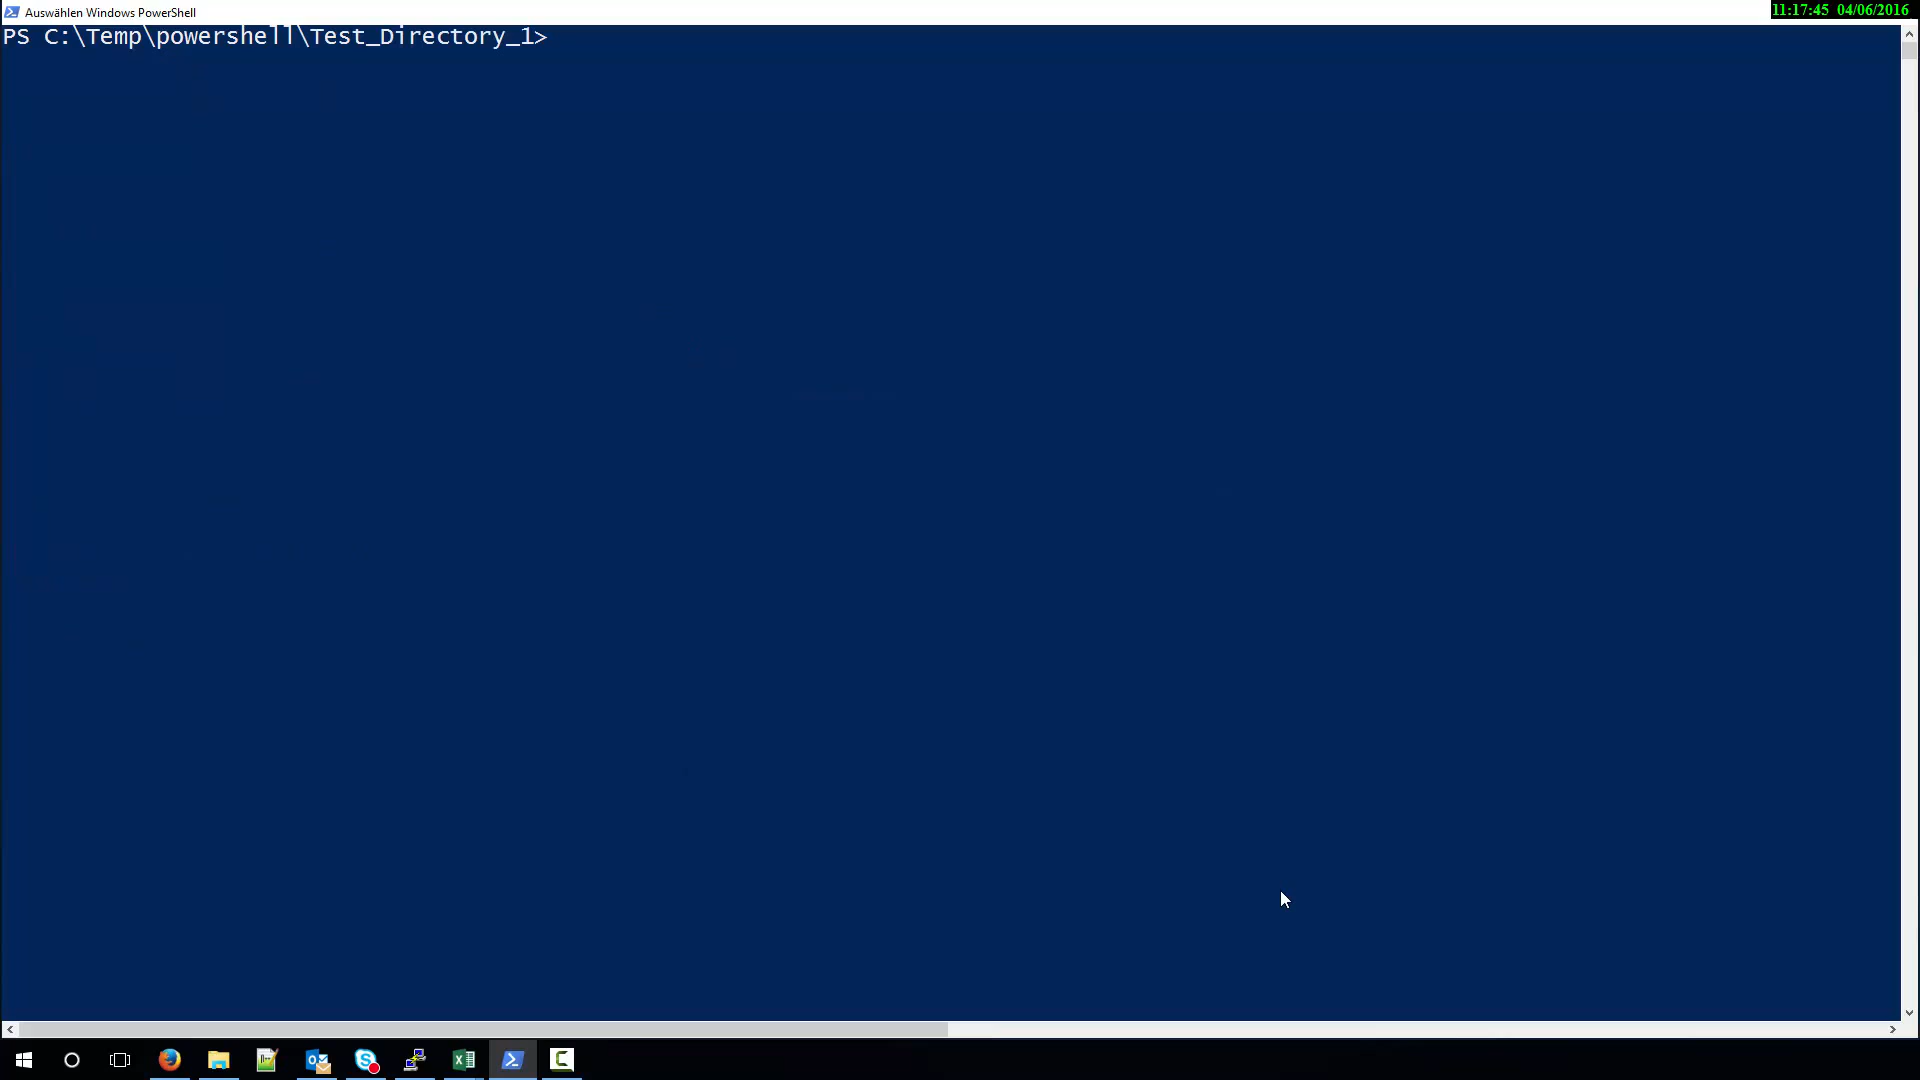 Auswählen Windows PowerShell
11:17:45 04/06/2016
PS C:\Temp\powershell\Test_Directory_1>